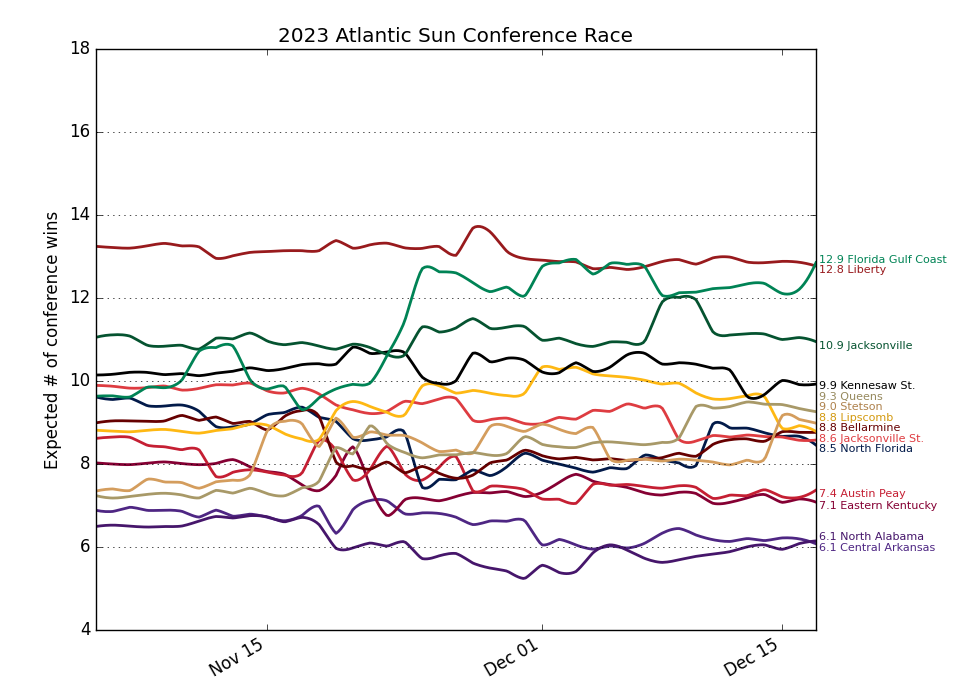 2023 Atlantic Sun Conference Race
Expected # of conference wins
18
16
14
12
10
8
6
4
Nov 15
Dec 01
Dec 15
12.9 Florida Gulf Coast
12.8 Liberty
10.9 Jacksonville
9.9 Kennesaw St.
9.3 Queens
9.0 Stetson
8.8 Lipscomb
8.8 Bellarmine
8.6 Jacksonville St.
8.5 North Florida
7.4 Austin Peay
7.1 Eastern Kentucky
6.1 North Alabama
6.1 Central Arkansas